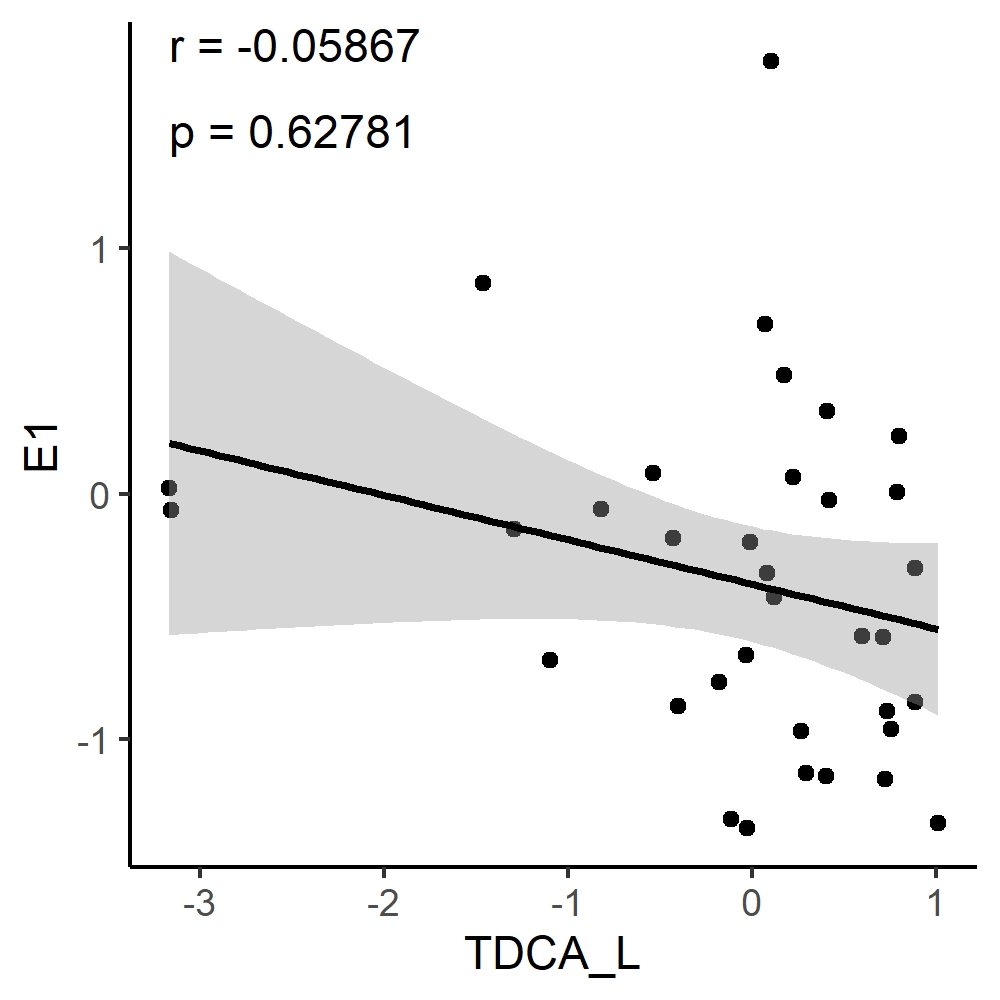 r = -0.05867
p = 0.62781
1
0
-1
E1
-3 -2 -1 0 1
TDCA_L